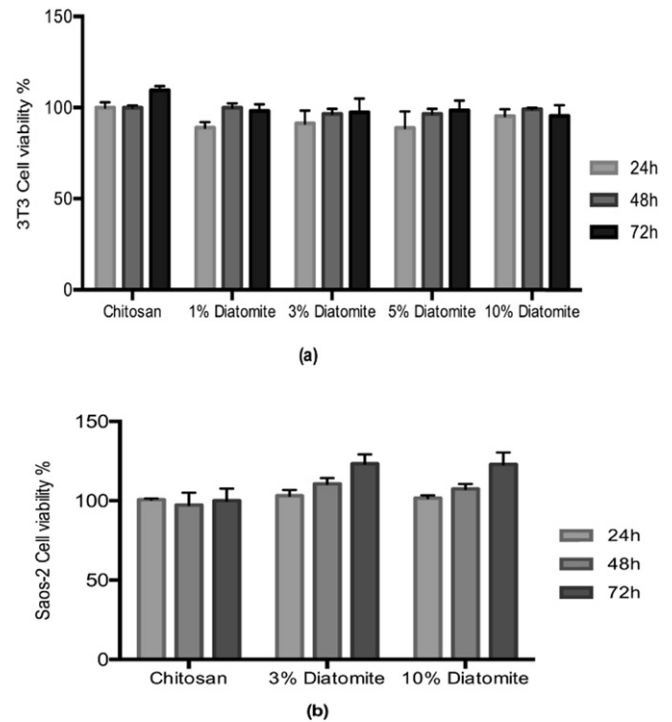 150
100
50
0
3T3 Cell viability %
Chitosan
1% Diatomite
3% Diatomite
5% Diatomite
10% Diatomite
24h
48h
72h
(a)
150
100
50
0
Saos-2 Cell viability %
Chitosan
3% Diatomite
10% Diatomite
24h
48h
72h
(b)